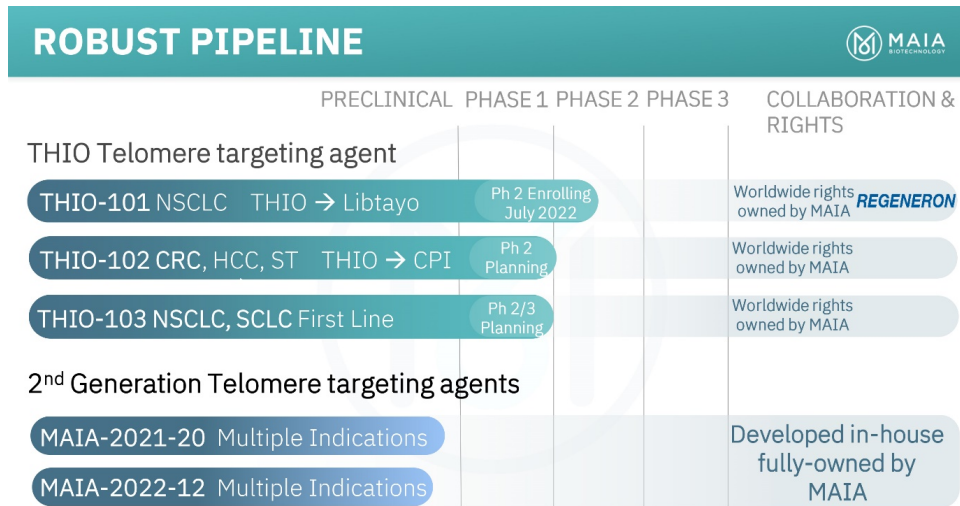 ROBUST PIPELINE
MAIA
BIOTECHNOLOGY
PRECLINICAL PHASE 1 PHASE 2 PHASE 3 COLLABORATION &
RIGHTS
THIO Telomere targeting agent
THIO-101 NSCLC THIO → Libtayo
Ph 2 Enrolling
July 2022
Worldwide rights
owned by MAIA
REGENERON
THIO-102 CRC, HCC, ST THIO → CPI
Ph 2
Planning
Worldwide rights
owned by MAIA
THIO-103 NSCLC, SCLC First Line
Ph 2/3
Planning
Worldwide rights
owned by MAIA
2nd Generation Telomere targeting agents
MAIA-2021-20 Multiple Indications
MAIA-2022-12 Multiple Indications
Developed in-house
fully-owned by
MAIA